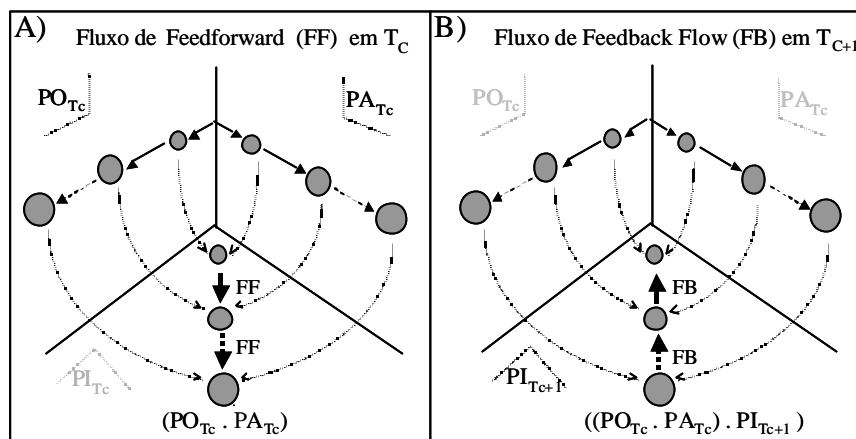 A) Fluxo de Feedforward (FF) em T_C
PO_Tc
PA_Tc
FF
FF
PI_Tc
(PO_Tc . PA_Tc)
B) Fluxo de Feedback Flow (FB) em T_C+1
PO_Tc
PA_Tc
FB
FB
PI_Tc+1
((PO_Tc . PA_Tc) . PI_Tc+1 )